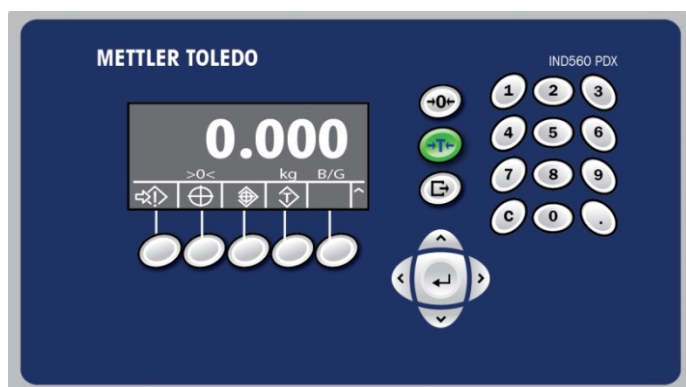 METTLER TOLEDO
IND560 PDX
0.000
>0<
kg B/G
→0←
→T←
1 2 3
4 5 6
7 8 9
C 0 .
T